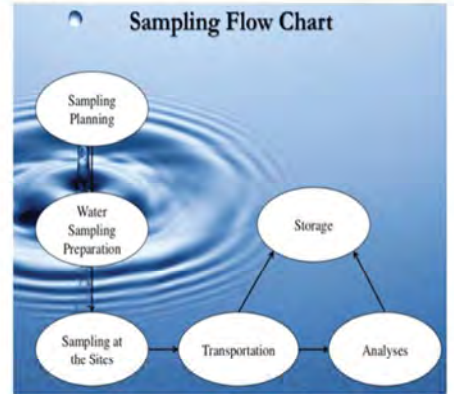 Sampling Flow Chart
Sampling
Planning
Water
Sampling
Preparation
Storage
Sampling at
the Sites
Transportation
Analyses